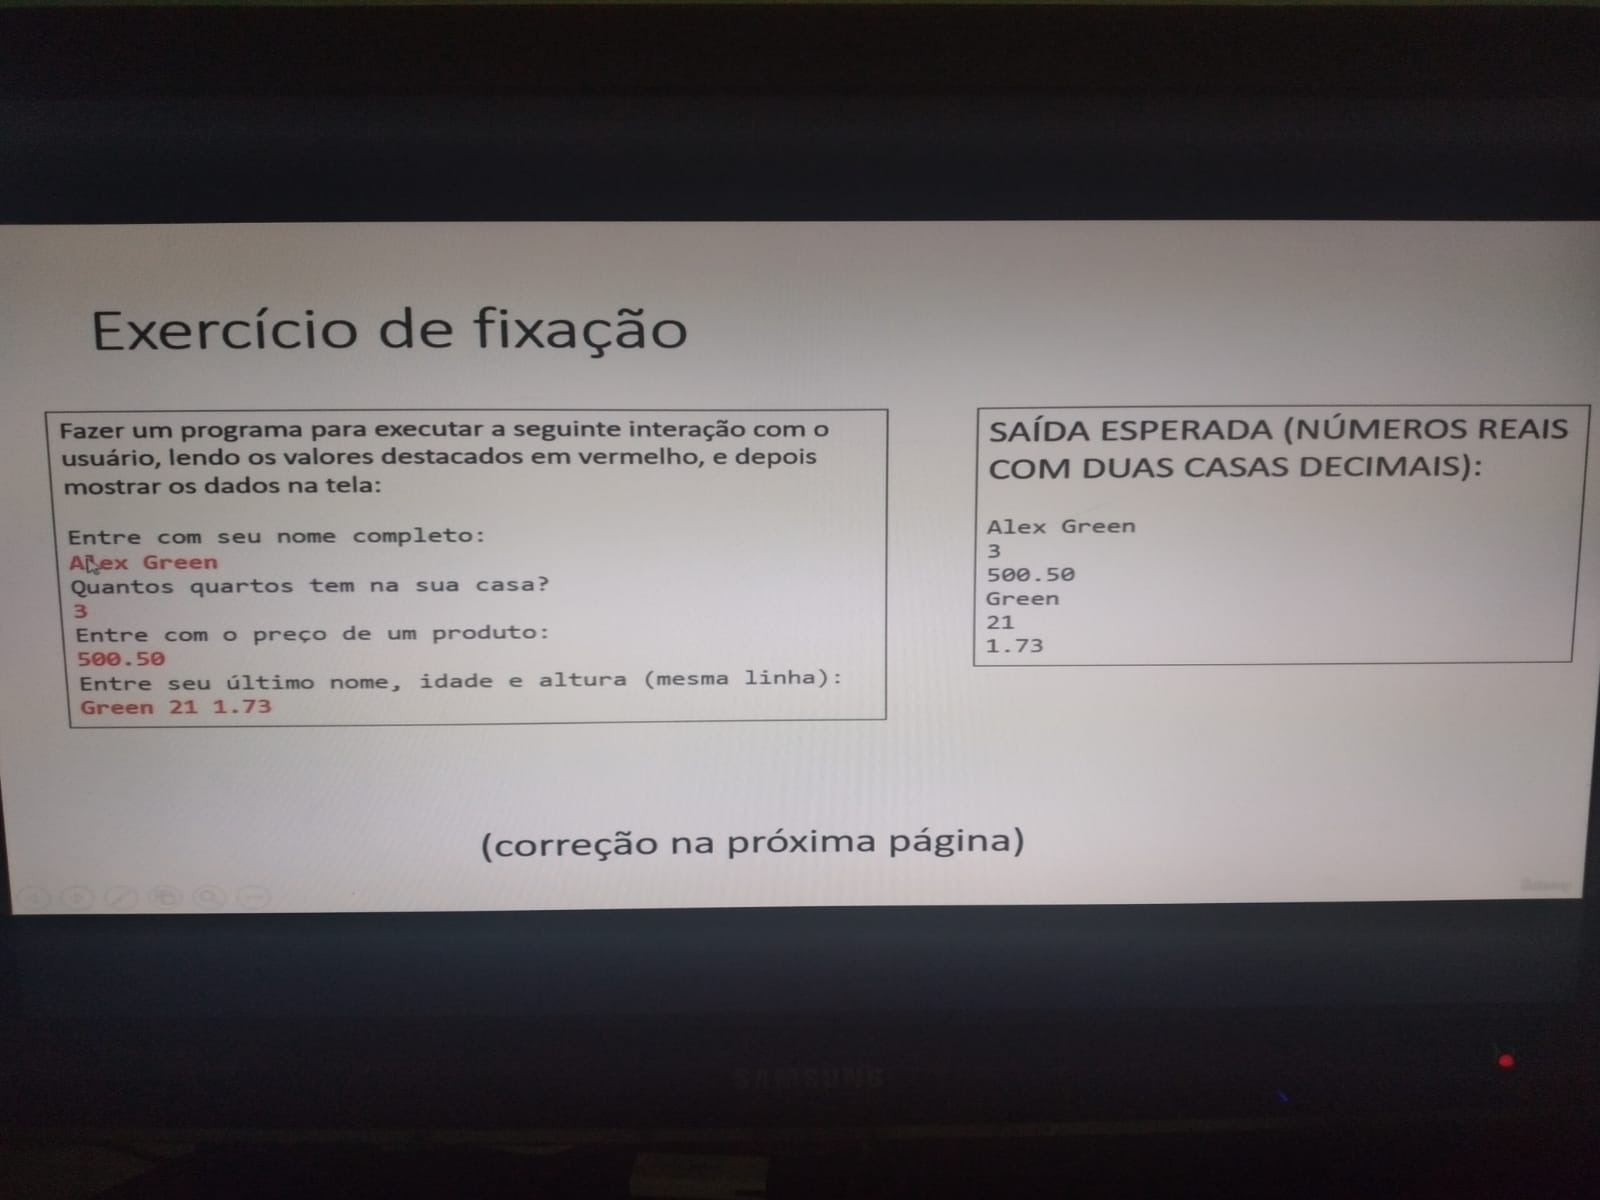 Exercício de fixação
Fazer um programa para executar a seguinte interação com o
usuário, lendo os valores destacados em vermelho, e depois
mostrar os dados na tela:
Entre com seu nome completo:
Alex Green
Quantos quartos tem na sua casa?
3
Entre com o preço de um produto:
500.50
Entre seu último nome, idade e altura (mesma linha):
Green 21 1.73
SAÍDA ESPERADA (NÚMEROS REAIS
COM DUAS CASAS DECIMAIS):
Alex Green
3
500.50
Green
21
1.73
(correção na próxima página)
Udemy
SAMSUNG